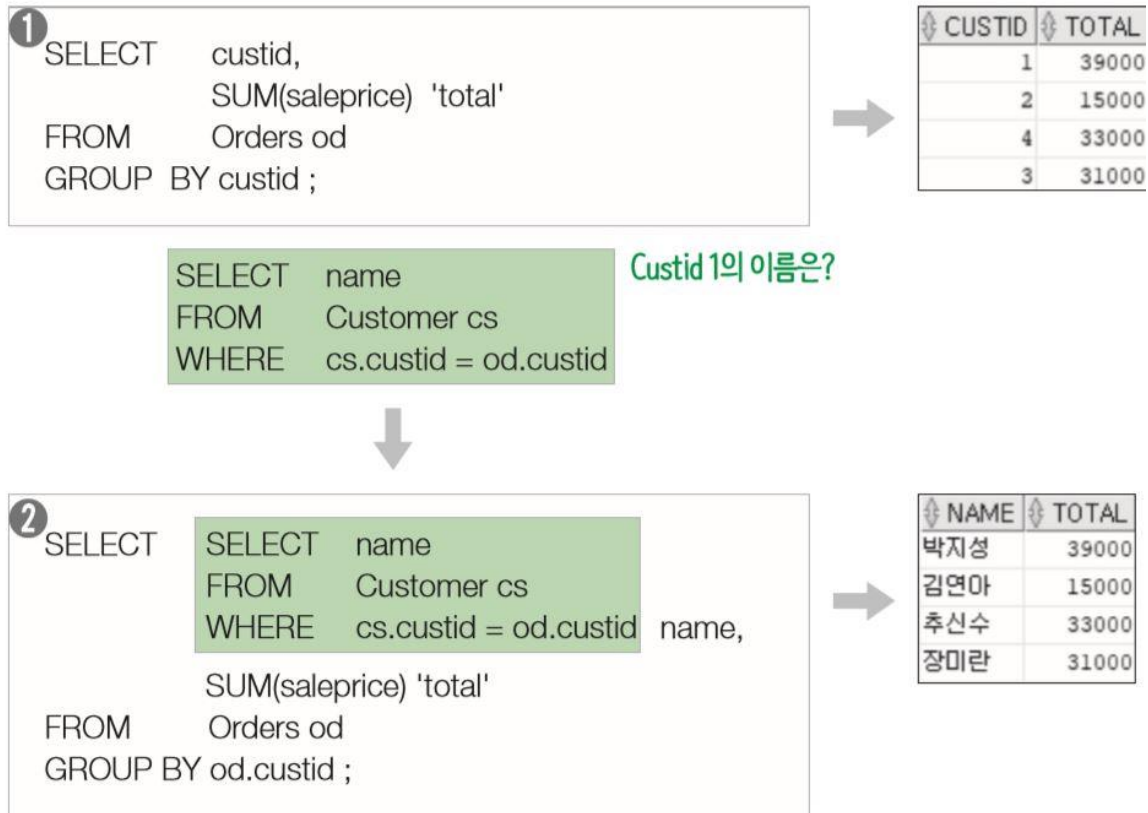 1
SELECT custid,
SUM(saleprice) 'total'
FROM Orders od
GROUP BY custid ;
CUSTID TOTAL
1 39000
2 15000
4 33000
3 31000
SELECT name
FROM Customer cs
WHERE cs.custid = od.custid
Custid 1의 이름은?
2
SELECT SELECT name
FROM Customer cs
WHERE cs.custid = od.custid name,
SUM(saleprice) 'total'
FROM Orders od
GROUP BY od.custid ;
NAME TOTAL
박지성 39000
김연아 15000
추신수 33000
장미란 31000